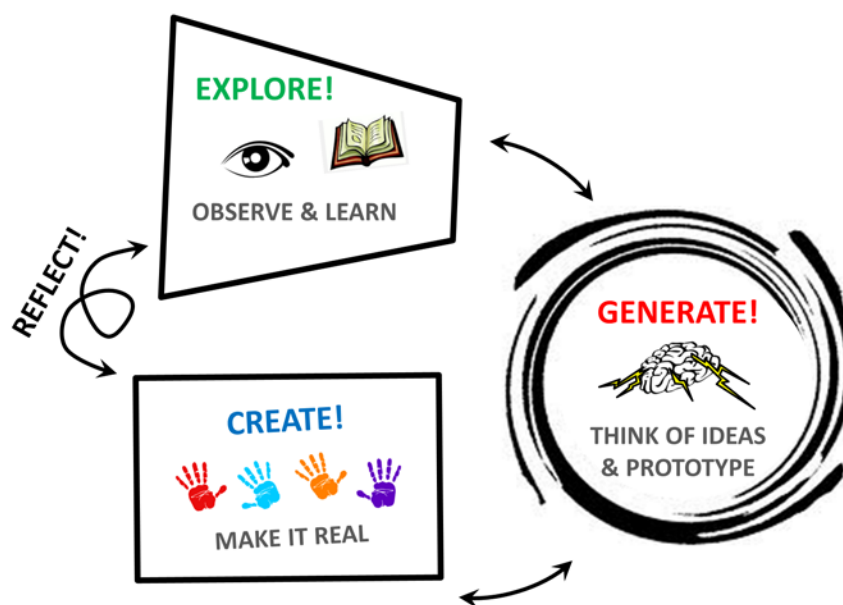 EXPLORE!
OBSERVE & LEARN
REFLECT!
GENERATE!
THINK OF IDEAS
& PROTOTYPE
CREATE!
MAKE IT REAL